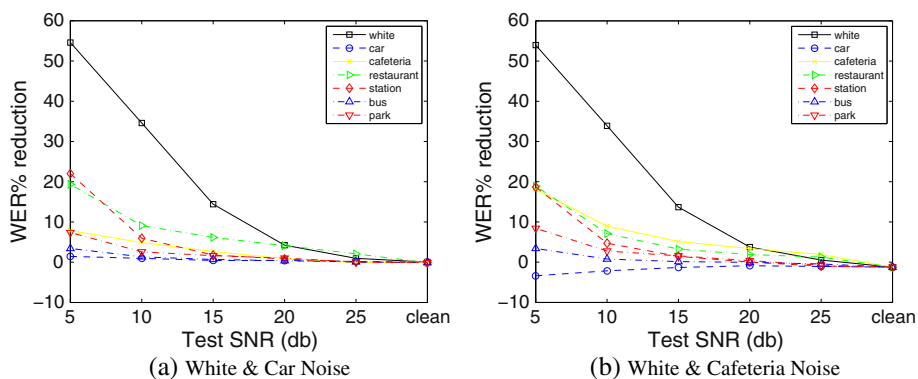 60
50
40
30
20
10
0
−10
WER% reduction
white
car
cafeteria
restaurant
station
bus
park
5 10 15 20 25 clean
Test SNR (db)
(a) White & Car Noise
60
50
40
30
20
10
0
−10
WER% reduction
white
car
cafeteria
restaurant
station
bus
park
5 10 15 20 25 clean
Test SNR (db)
(b) White & Cafeteria Noise